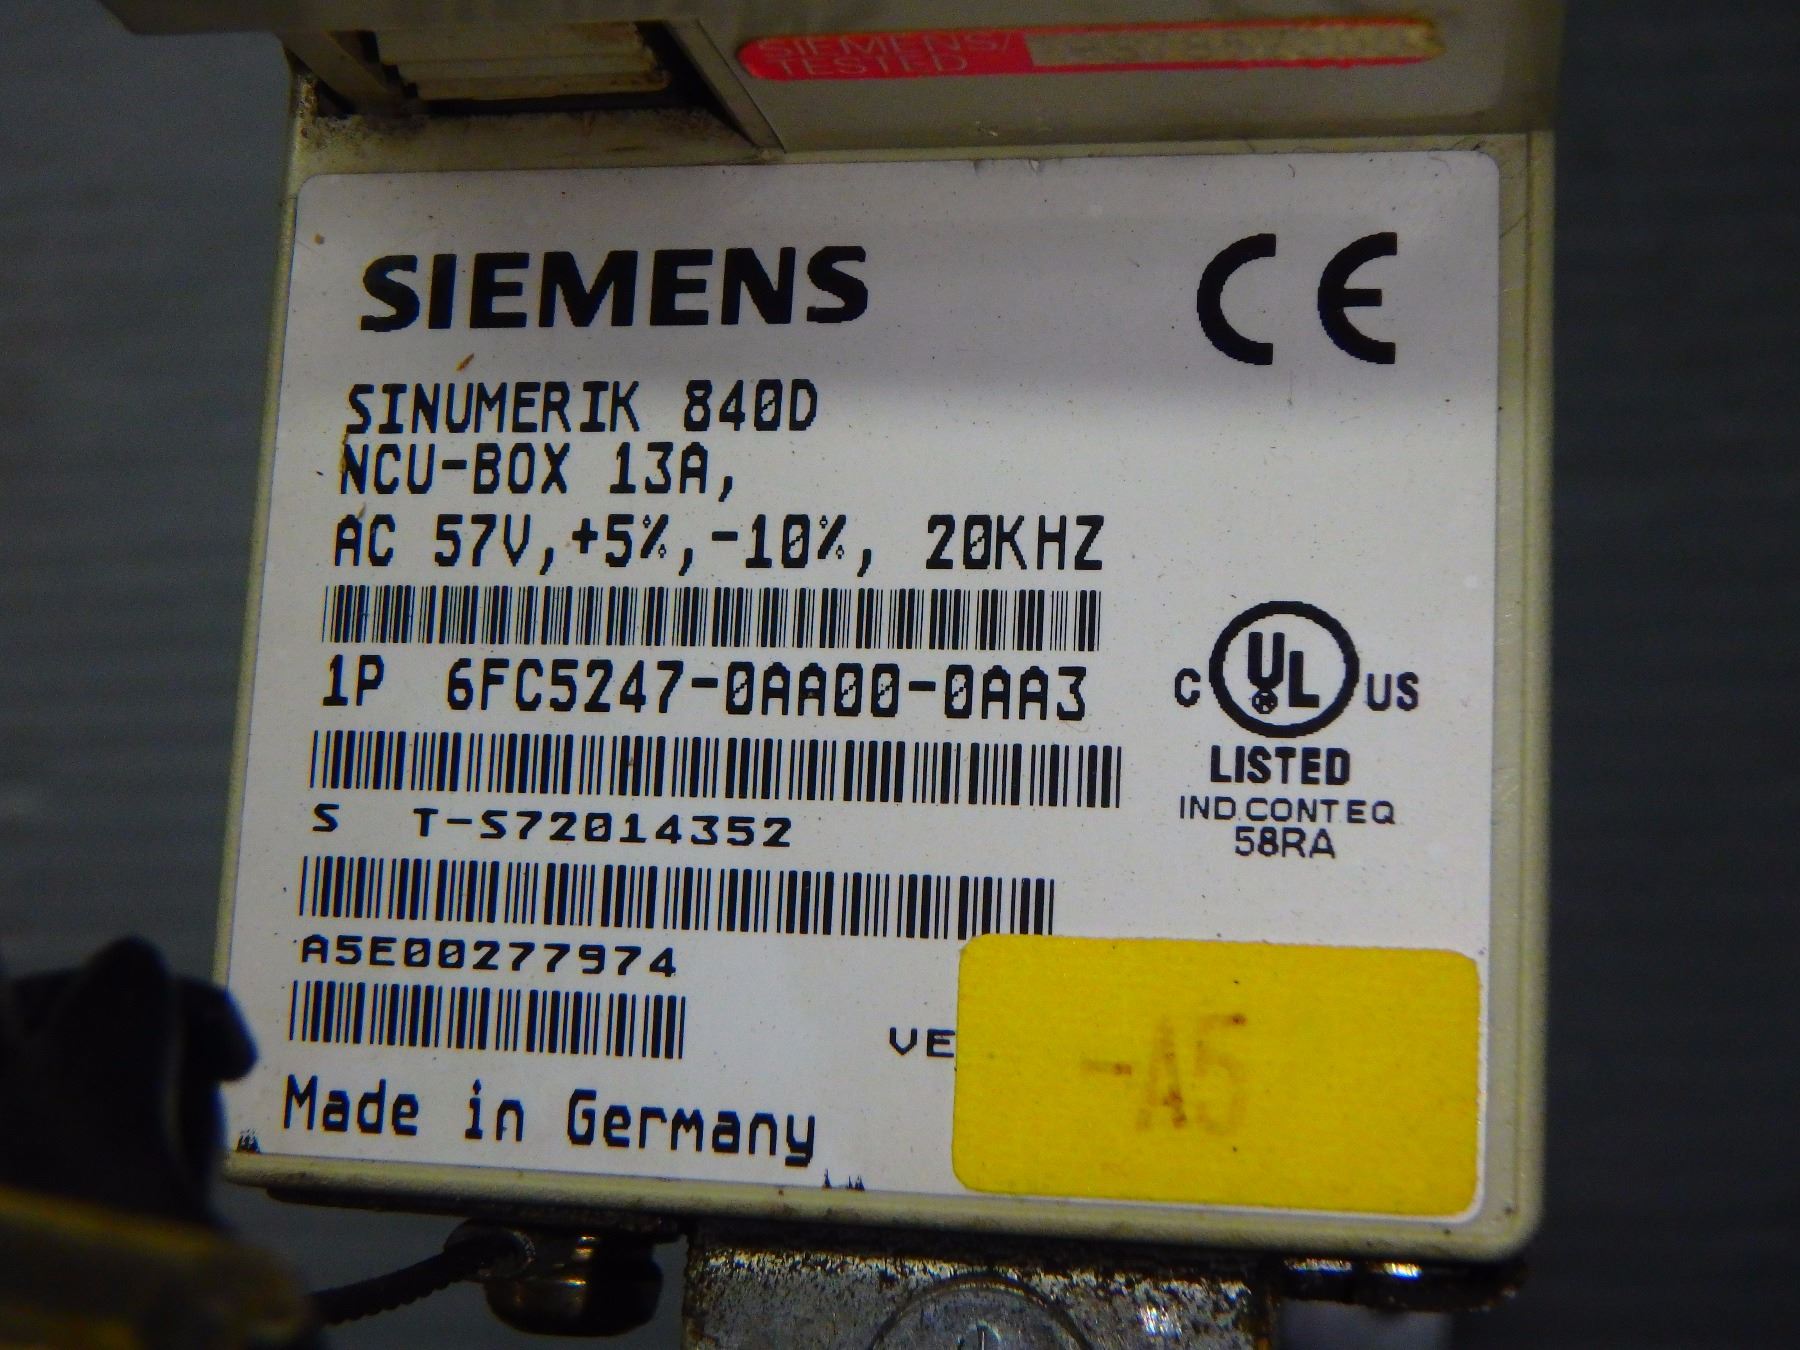 SIEMENS/
TESTED
SIEMENS
CE
SINUMERIK 840D
NCU-BOX 13A,
AC 57V,+5%,-10%, 20KHZ
1P 6FC5247-0AA00-0AA3
C UL US
LISTED
IND.CONT.EQ
58RA
S T-S72014352
A5E00277974
VE
-A5
Made in Germany